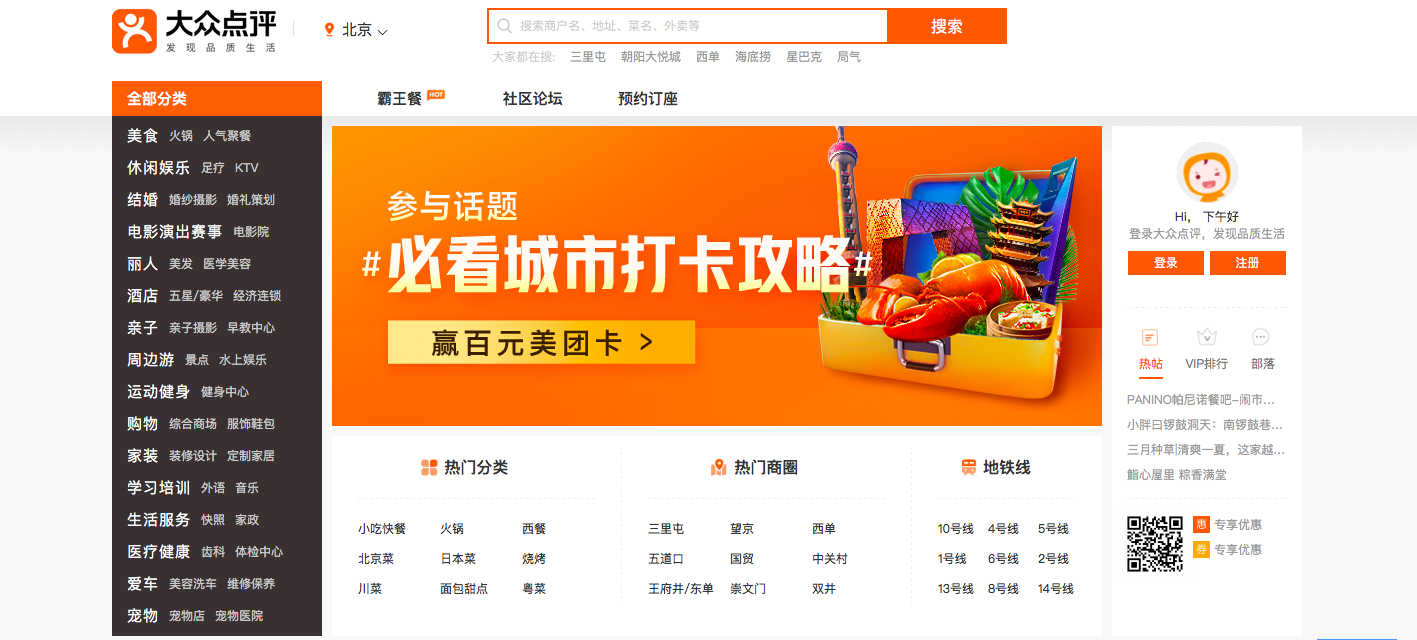 大众点评
发现品质生活
北京
搜索商户名、地址、菜名、外卖等
搜索
大家都在搜: 三里屯 朝阳大悦城 西单 海底捞 星巴克 局气
全部分类
霸王餐 HOT 社区论坛 预约订座
美食 火锅 人气聚餐
休闲娱乐 足疗 KTV
结婚 婚纱摄影 婚礼策划
电影演出赛事 电影院
丽人 美发 医学美容
酒店 五星/豪华 经济连锁
亲子 亲子摄影 早教中心
周边游 景点 水上娱乐
运动健身 健身中心
购物 综合商场 服饰鞋包
家装 装修设计 定制家居
学习培训 外语 音乐
生活服务 快照 家政
医疗健康 齿科 体检中心
爱车 美容洗车 维修保养
宠物 宠物店 宠物医院
参与话题
#必看城市打卡攻略#
赢百元美团卡 >
热门分类
小吃快餐 火锅 西餐
北京菜 日本菜 烧烤
川菜 面包甜点 粤菜
热门商圈
三里屯 望京 西单
五道口 国贸 中关村
王府井/东单 崇文门 双井
地铁线
10号线 4号线 5号线
1号线 6号线 2号线
13号线 8号线 14号线
Hi， 下午好
登录大众点评，发现品质生活
登录 注册
热帖 VIP排行 部落
PANINO帕尼诺餐吧-闹市...
小胖曰锣鼓洞天：南锣鼓巷...
三月种草|清爽一夏，这家越...
鮨心屋里 粽香满堂
惠 专享优惠
券 专享优惠